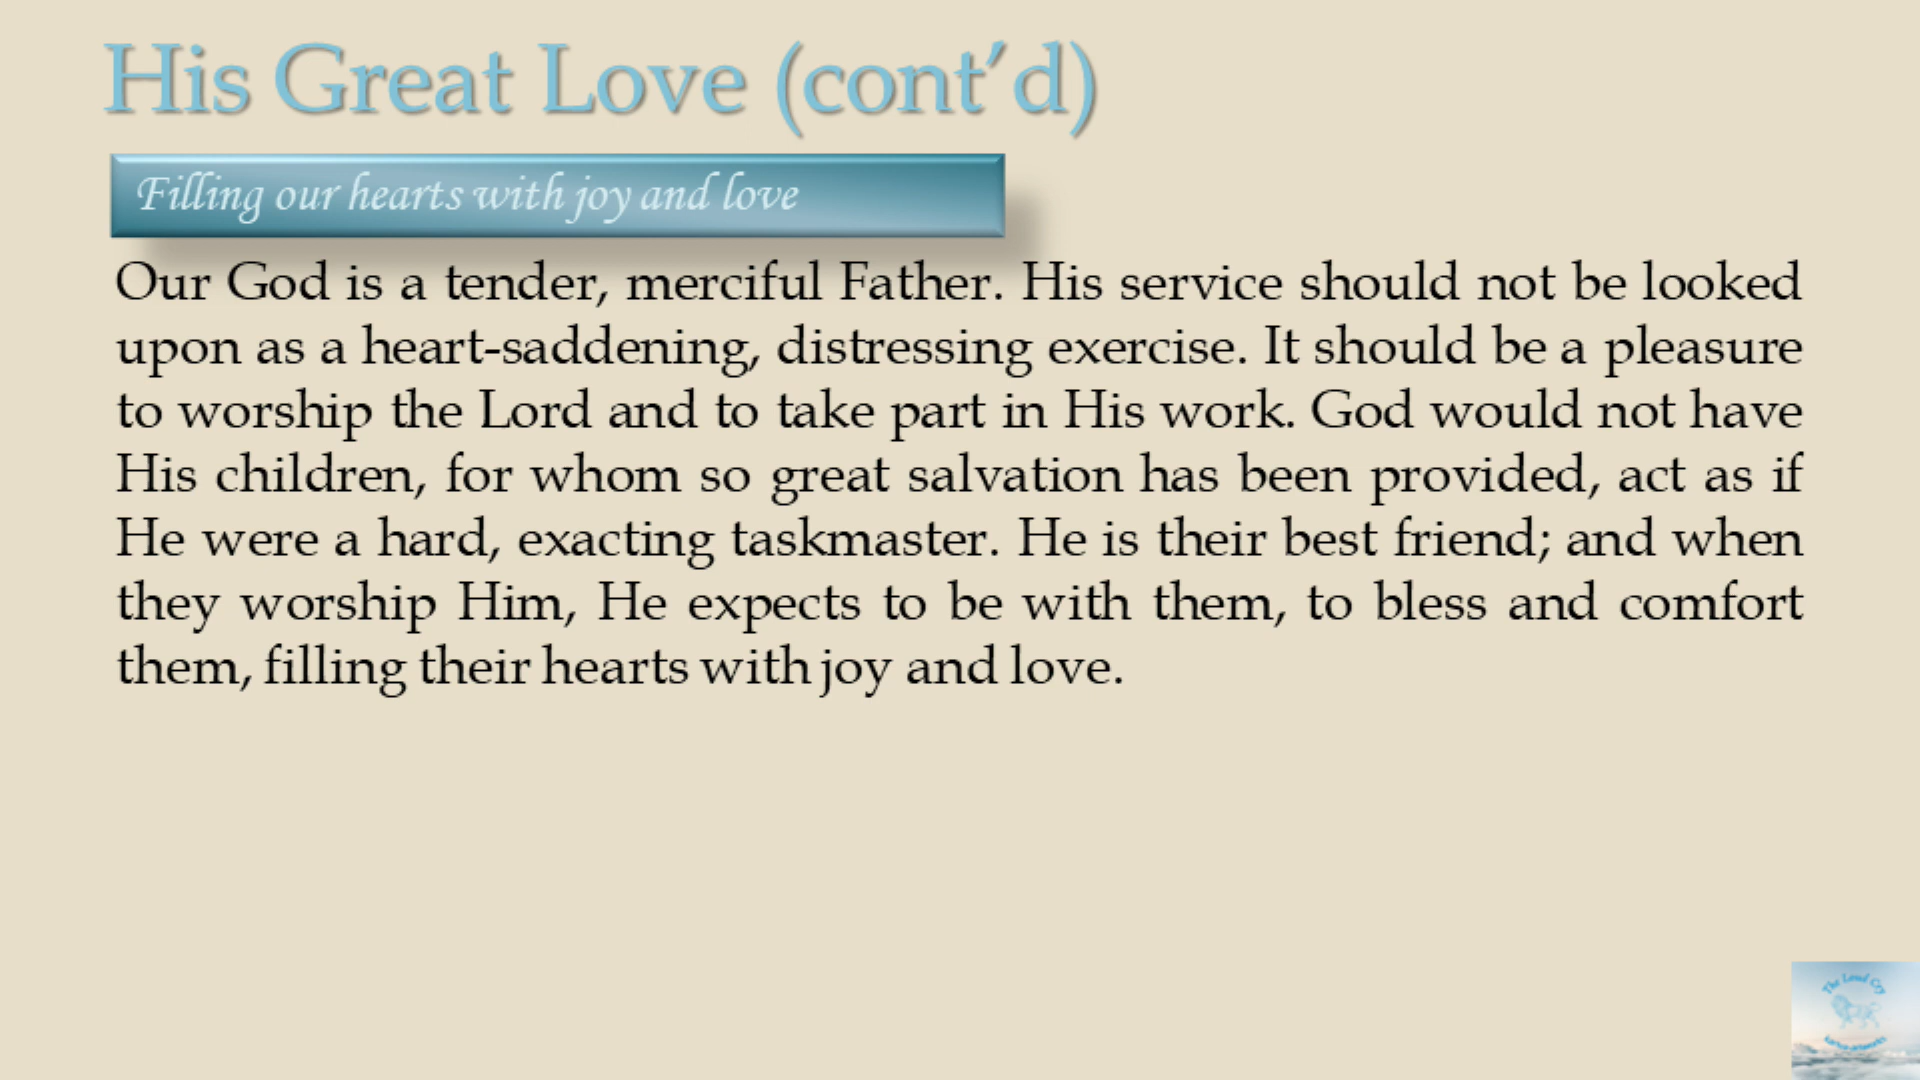 His Great Love (cont’d)
Filling our hearts with joy and love
Our God is a tender, merciful Father. His service should not be looked
upon as a heart-saddening, distressing exercise. It should be a pleasure
to worship the Lord and to take part in His work. God would not have
His children, for whom so great salvation has been provided, act as if
He were a hard, exacting taskmaster. He is their best friend; and when
they worship Him, He expects to be with them, to bless and comfort
them, filling their hearts with joy and love.
The Loud Cry